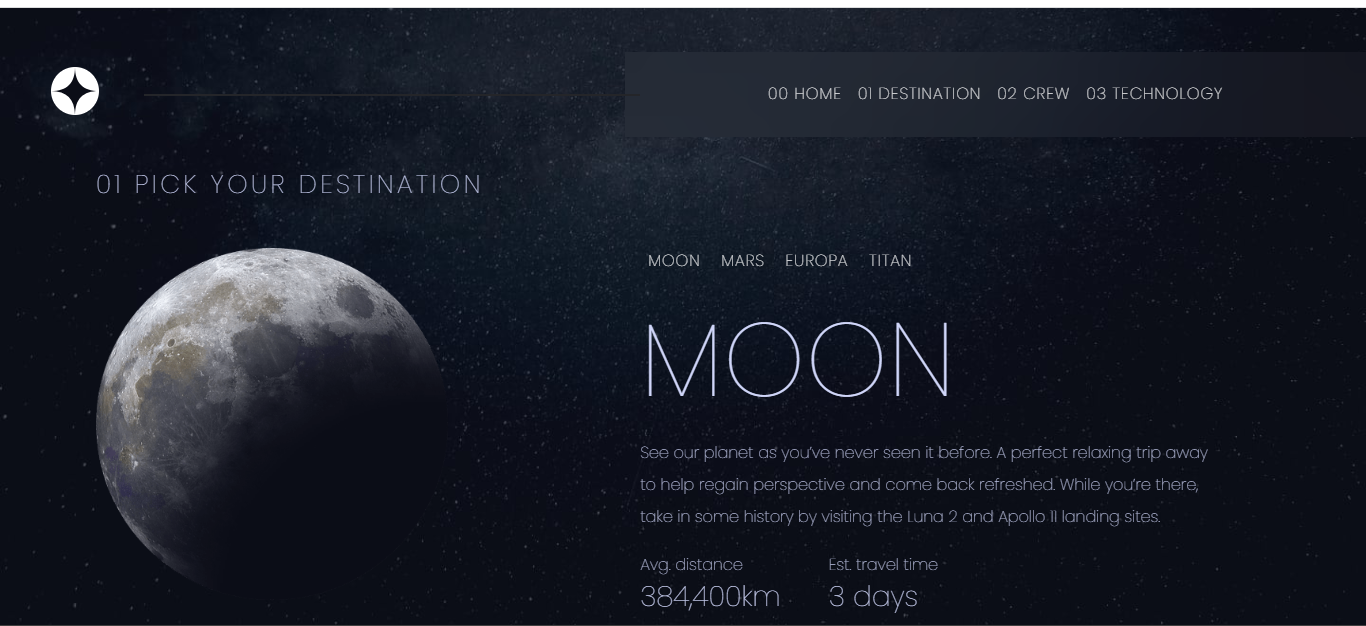 00 HOME 01 DESTINATION 02 CREW 03 TECHNOLOGY
01 PICK YOUR DESTINATION
MOON MARS EUROPA TITAN
MOON
See our planet as you’ve never seen it before. A perfect relaxing trip away
to help regain perspective and come back refreshed. While you’re there,
take in some history by visiting the Luna 2 and Apollo 11 landing sites.
Avg. distance Est. travel time
384,400km 3 days